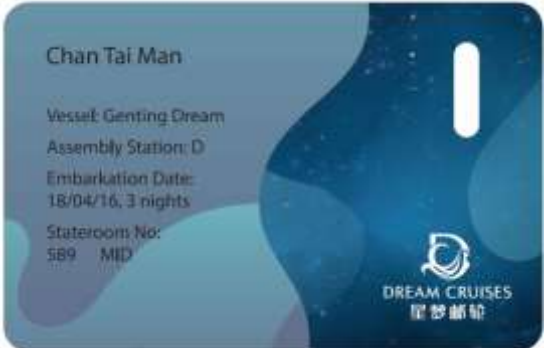 Chan Tai Man
Vessel: Genting Dream
Assembly Station: D
Embarkation Date:
18/04/16, 3 nights
Stateroom No:
589 MID
DREAM CRUISES
星梦邮轮